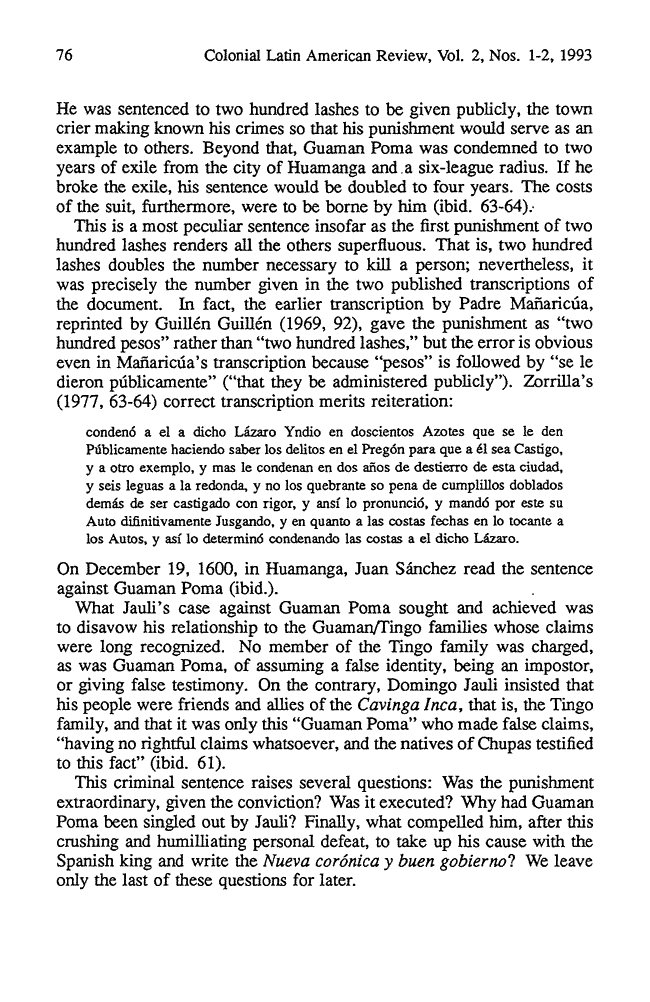 76 Colonial Latin American Review, Vol. 2, Nos. 1-2, 1993
He was sentenced to two hundred lashes to be given publicly, the town
crier making known his crimes so that his punishment would serve as an
example to others. Beyond that, Guaman Poma was condemned to two
years of exile from the city of Huamanga and a six-league radius. If he
broke the exile, his sentence would be doubled to four years. The costs
of the suit, furthermore, were to be borne by him (ibid. 63-64).
This is a most peculiar sentence insofar as the first punishment of two
hundred lashes renders all the others superfluous. That is, two hundred
lashes doubles the number necessary to kill a person; nevertheless, it
was precisely the number given in the two published transcriptions of
the document. In fact, the earlier transcription by Padre Mañaricúa,
reprinted by Guillén Guillén (1969, 92), gave the punishment as “two
hundred pesos” rather than “two hundred lashes,” but the error is obvious
even in Mañaricúa’s transcription because “pesos” is followed by “se le
dieron públicamente” (“that they be administered publicly”). Zorrilla’s
(1977, 63-64) correct transcription merits reiteration:
condenó a el a dicho Lázaro Yndio en doscientos Azotes que se le den
Públicamente haciendo saber los delitos en el Pregón para que a él sea Castigo,
y a otro exemplo, y mas le condenan en dos años de destierro de esta ciudad,
y seis leguas a la redonda, y no los quebrante so pena de cumplillos doblados
demás de ser castigado con rigor, y ansí lo pronunció, y mandó por este su
Auto difinitivamente Jusgando, y en quanto a las costas fechas en lo tocante a
los Autos, y así lo determinó condenando las costas a el dicho Lázaro.
On December 19, 1600, in Huamanga, Juan Sánchez read the sentence
against Guaman Poma (ibid.).
What Jauli’s case against Guaman Poma sought and achieved was
to disavow his relationship to the Guaman/Tingo families whose claims
were long recognized. No member of the Tingo family was charged,
as was Guaman Poma, of assuming a false identity, being an impostor,
or giving false testimony. On the contrary, Domingo Jauli insisted that
his people were friends and allies of the Cavinga Inca, that is, the Tingo
family, and that it was only this “Guaman Poma” who made false claims,
“having no rightful claims whatsoever, and the natives of Chupas testified
to this fact” (ibid. 61).
This criminal sentence raises several questions: Was the punishment
extraordinary, given the conviction? Was it executed? Why had Guaman
Poma been singled out by Jauli? Finally, what compelled him, after this
crushing and humilliating personal defeat, to take up his cause with the
Spanish king and write the Nueva corónica y buen gobierno? We leave
only the last of these questions for later.